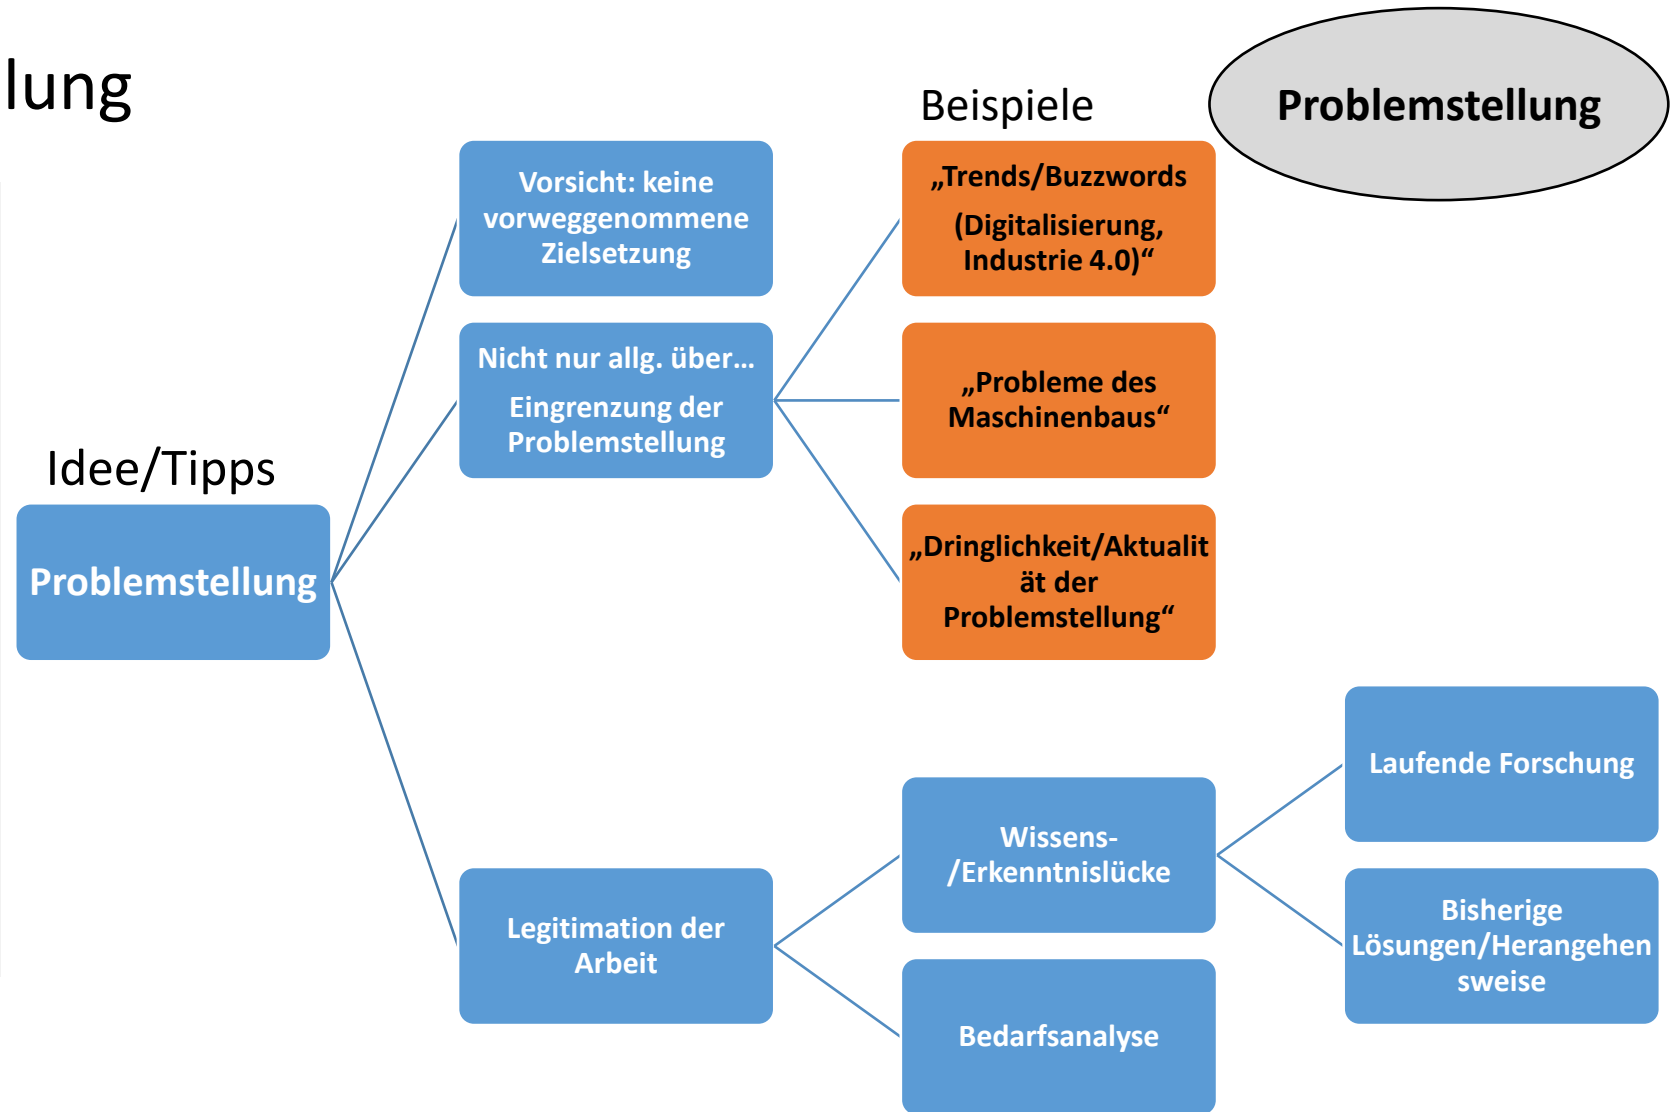 lung
Beispiele
Problemstellung
Vorsicht: keine
vorweggenommene
Zielsetzung
„Trends/Buzzwords
(Digitalisierung,
Industrie 4.0)“
Nicht nur allg. über…
Eingrenzung der
Problemstellung
„Probleme des
Maschinenbaus“
Idee/Tipps
Problemstellung
„Dringlichkeit/Aktualit
ät der
Problemstellung“
Legitimation der
Arbeit
Wissens-
/Erkenntnislücke
Laufende Forschung
Bisherige
Lösungen/Herangehen
sweise
Bedarfsanalyse